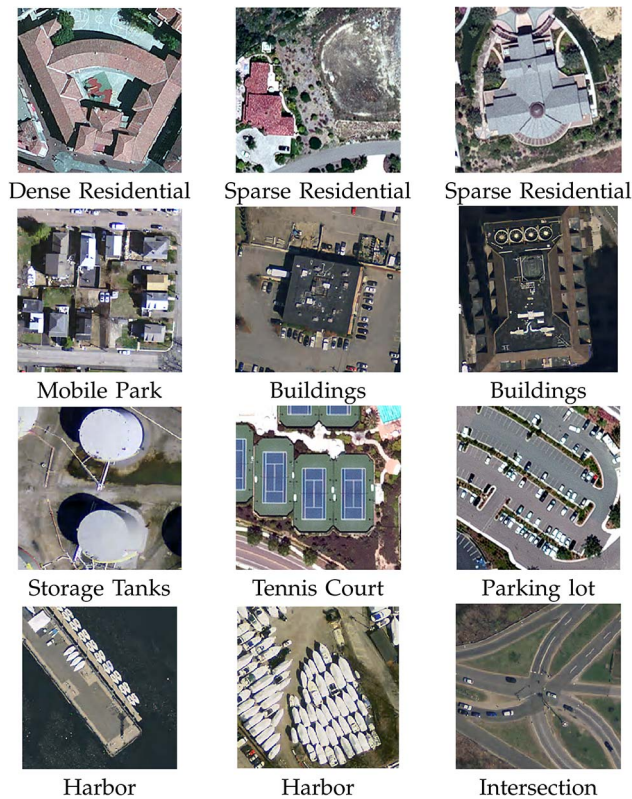 Dense Residential
Sparse Residential
Sparse Residential
Mobile Park
Buildings
Buildings
Storage Tanks
Tennis Court
Parking lot
Harbor
Harbor
Intersection